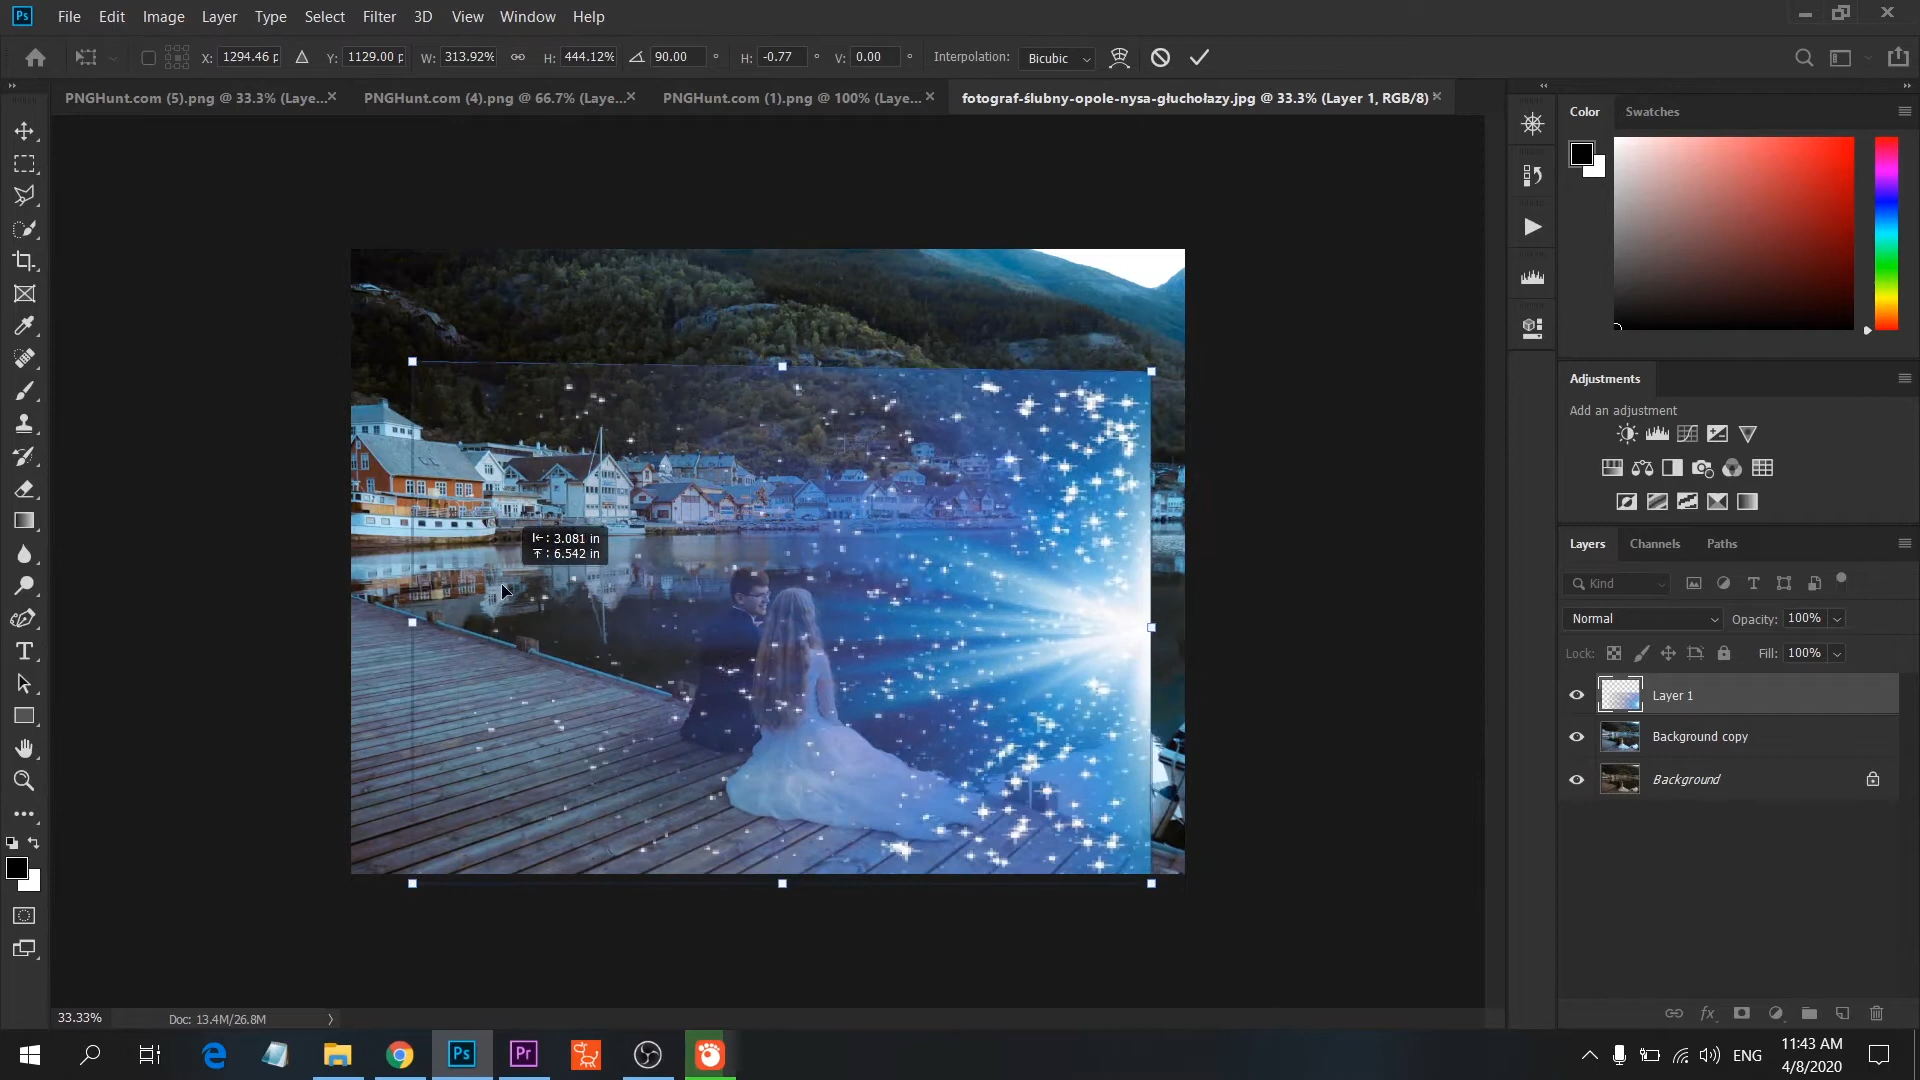 Ps File Edit Image Layer Type Select Filter 3D View Window Help
X: 1294.46 p Y: 1129.00 p W: 313.92% H: 444.12% 90.00 ° H: -0.77 ° V: 0.00 ° Interpolation: Bicubic
PNGHunt.com (5).png @ 33.3% (Laye... PNGHunt.com (4).png @ 66.7% (Laye... PNGHunt.com (1).png @ 100% (Laye... fotograf-ślubny-opole-nysa-głuchołazy.jpg @ 33.3% (Layer 1, RGB/8)
Color Swatches
Adjustments
Add an adjustment
Layers Channels Paths
Kind
Normal Opacity: 100%
Lock: Fill: 100%
Layer 1
Background copy
Background
: 3.081 in
: 6.542 in
33.33% Doc: 13.4M/26.8M
fx
Ps Pr ENG 11:43 AM
4/8/2020